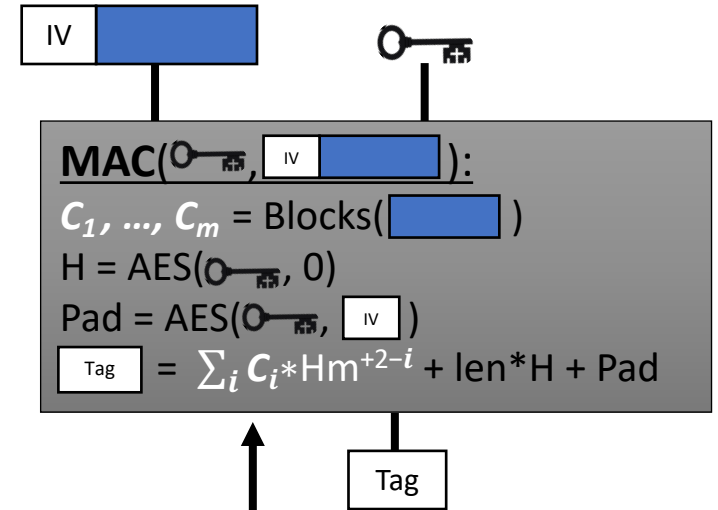 IV
MAC( , IV ):
C₁, ..., Cₘ = Blocks( )
H = AES( , 0)
Pad = AES( , IV )
Tag = ∑ᵢ Cᵢ*Hm⁺²⁻ⁱ + len*H + Pad
Tag